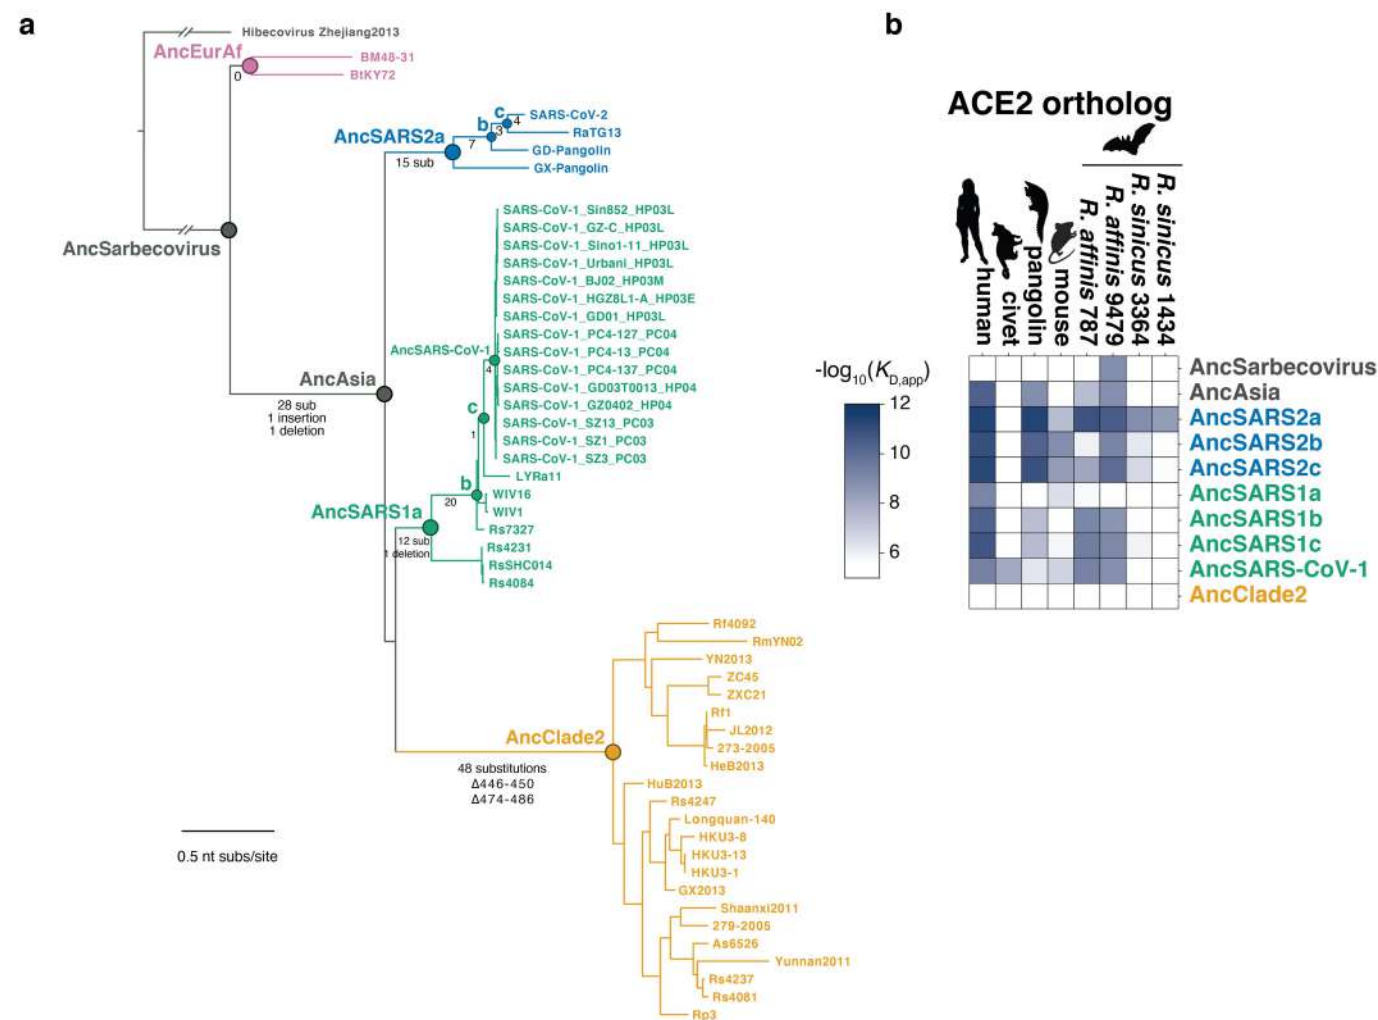 a
Hibecovirus Zhejiang2013
AncEurAf
BM48-31
0
BtKY72
c
SARS-CoV-2
4
b
AncSARS2a
3
RaTG13
7
GD-Pangolin
15 sub
GX-Pangolin
AncSarbecovirus
SARS-CoV-1_Sin852_HP03L
SARS-CoV-1_GZ-C_HP03L
SARS-CoV-1_Sino1-11_HP03L
SARS-CoV-1_Urbani_HP03L
SARS-CoV-1_BJ02_HP03M
SARS-CoV-1_HGZ8L1-A_HP03E
SARS-CoV-1_GD01_HP03L
SARS-CoV-1_PC4-127_PC04
AncSARS-CoV-1
SARS-CoV-1_PC4-13_PC04
4
SARS-CoV-1_PC4-137_PC04
AncAsia
SARS-CoV-1_GD03T0013_HP04
28 sub
1 insertion
1 deletion
c
SARS-CoV-1_GZ0402_HP04
SARS-CoV-1_SZ13_PC03
1
SARS-CoV-1_SZ1_PC03
SARS-CoV-1_SZ3_PC03
LYRa11
b
WIV16
20
AncSARS1a
WIV1
Rs7327
12 sub
1 deletion
Rs4231
RsSHC014
Rs4084
Rf4092
RmYN02
YN2013
ZC45
ZXC21
Rf1
AncClade2
JL2012
273-2005
HeB2013
48 substitutions
Δ446-450
Δ474-486
HuB2013
Rs4247
Longquan-140
HKU3-8
HKU3-13
HKU3-1
GX2013
Shaanxi2011
279-2005
As6526
Yunnan2011
Rs4237
Rs4081
Rp3
0.5 nt subs/site
b
ACE2 ortholog
human
civet
pangolin
mouse
R. affinis 787
R. affinis 9479
R. sinicus 3364
R. sinicus 1434
-log10(KD,app)
12
10
8
6
AncSarbecovirus
AncAsia
AncSARS2a
AncSARS2b
AncSARS2c
AncSARS1a
AncSARS1b
AncSARS1c
AncSARS-CoV-1
AncClade2